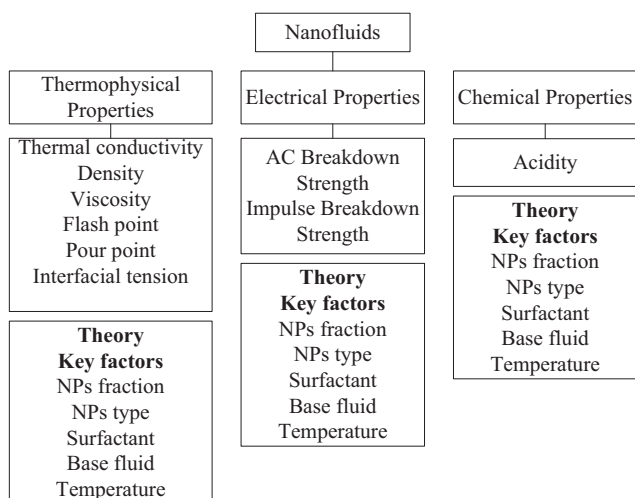 Nanofluids
Thermophysical
Properties
Thermal conductivity
Density
Viscosity
Flash point
Pour point
Interfacial tension
Theory
Key factors
NPs fraction
NPs type
Surfactant
Base fluid
Temperature
Electrical Properties
AC Breakdown
Strength
Impulse Breakdown
Strength
Theory
Key factors
NPs fraction
NPs type
Surfactant
Base fluid
Temperature
Chemical Properties
Acidity
Theory
Key factors
NPs fraction
NPs type
Surfactant
Base fluid
Temperature